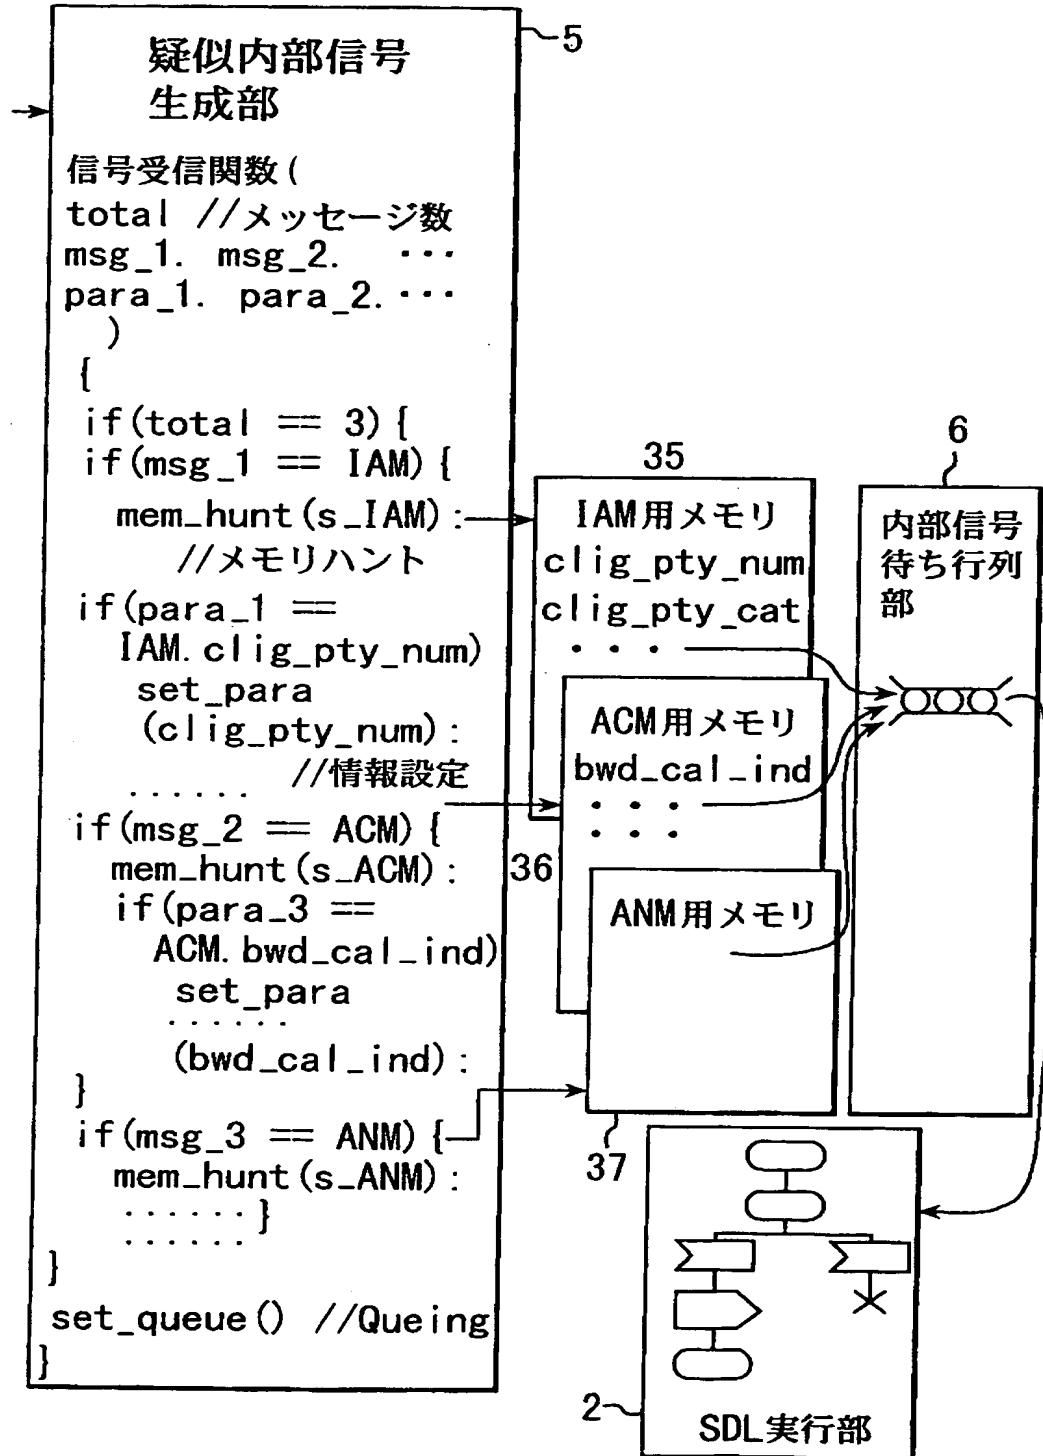 5
疑似内部信号
生成部
信号受信関数(
total //メッセージ数
msg_1. msg_2. ・・・
para_1. para_2. ・・・
)
{
if(total == 3){
if(msg_1 == IAM){
mem_hunt(s_IAM):
//メモリハント
if(para_1 ==
IAM.clig_pty_num)
set_para
(clig_pty_num):
//情報設定
......
if(msg_2 == ACM){
mem_hunt(s_ACM):
if(para_3 ==
ACM.bwd_cal_ind)
set_para
......
(bwd_cal_ind):
}
if(msg_3 == ANM){
mem_hunt(s_ANM):
......}
......
}
set_queue() //Queing
}
35
IAM用メモリ
clig_pty_num
clig_pty_cat
・・・
36
ACM用メモリ
bwd_cal_ind
・・・
・・・
ANM用メモリ
37
6
内部信号
待ち行列
部
2
SDL実行部